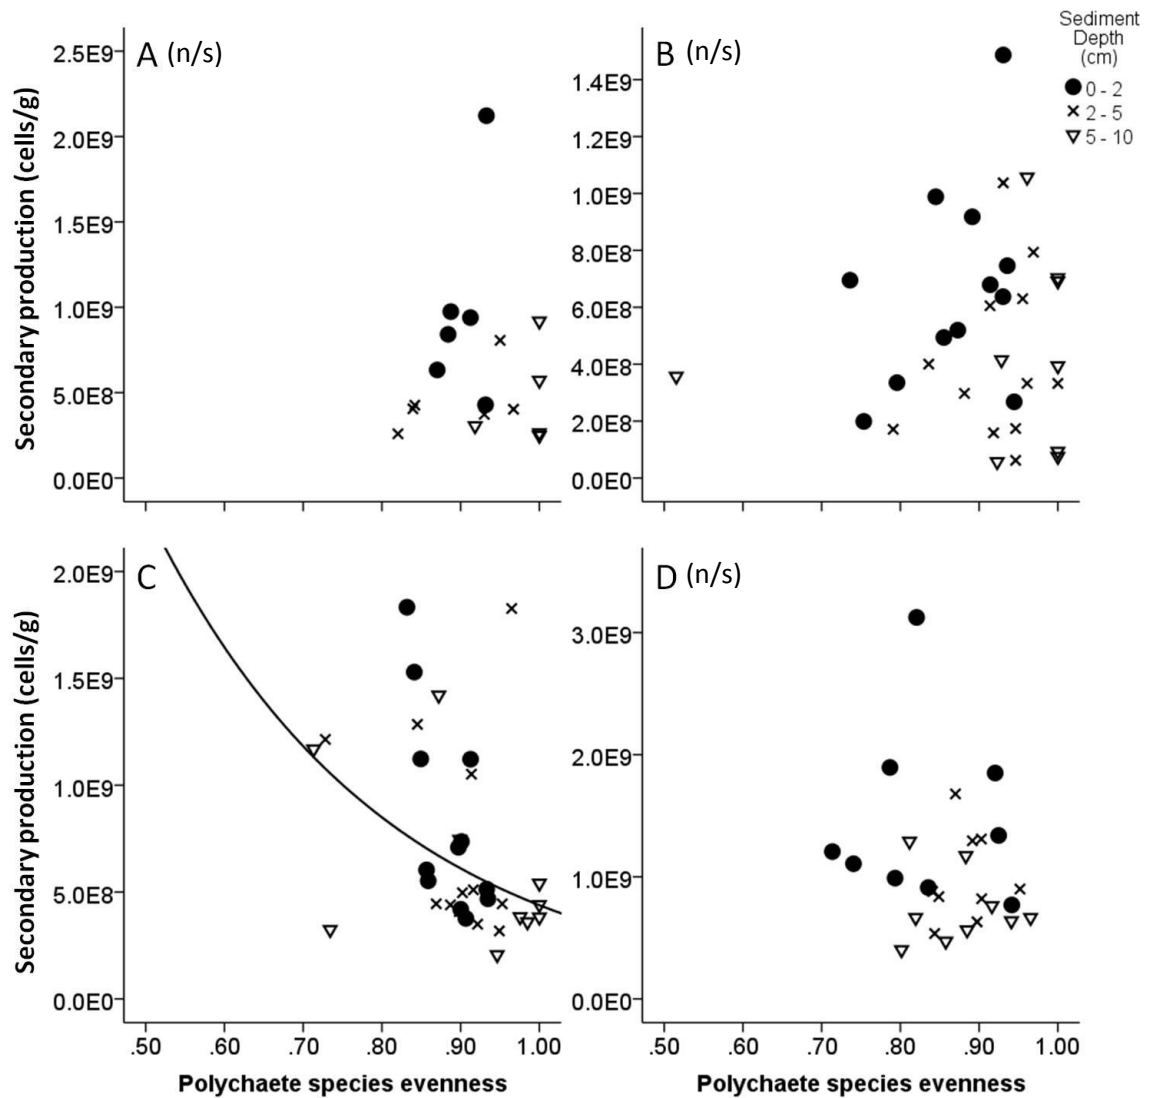 Sediment
Depth
(cm)
0 - 2
2 - 5
5 - 10
A (n/s)
Secondary production (cells/g)
2.5E9
2.0E9
1.5E9
1.0E9
5.0E8
0.0E0
B (n/s)
1.4E9
1.2E9
1.0E9
8.0E8
6.0E8
4.0E8
2.0E8
0.0E0
C
Secondary production (cells/g)
2.0E9
1.5E9
1.0E9
5.0E8
0.0E0
.50 .60 .70 .80 .90 1.00
Polychaete species evenness
D (n/s)
3.0E9
2.0E9
1.0E9
0.0E0
.50 .60 .70 .80 .90 1.00
Polychaete species evenness